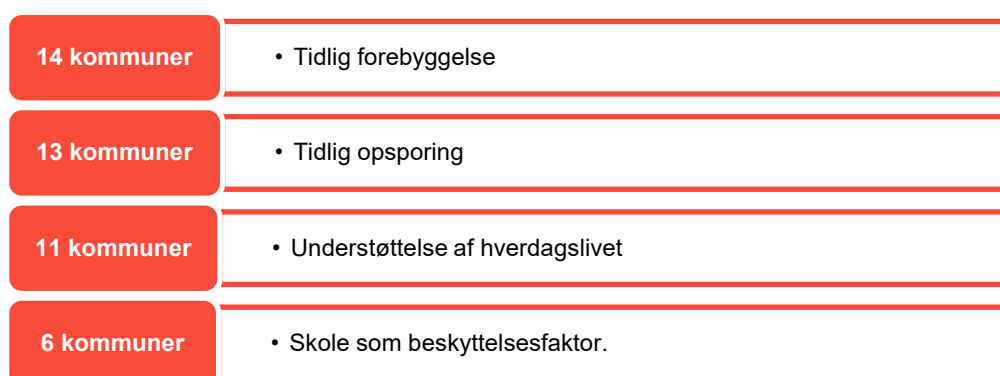 14 kommuner
• Tidlig forebyggelse
13 kommuner
• Tidlig opsporing
11 kommuner
• Understøttelse af hverdagslivet
6 kommuner
• Skole som beskyttelsesfaktor.